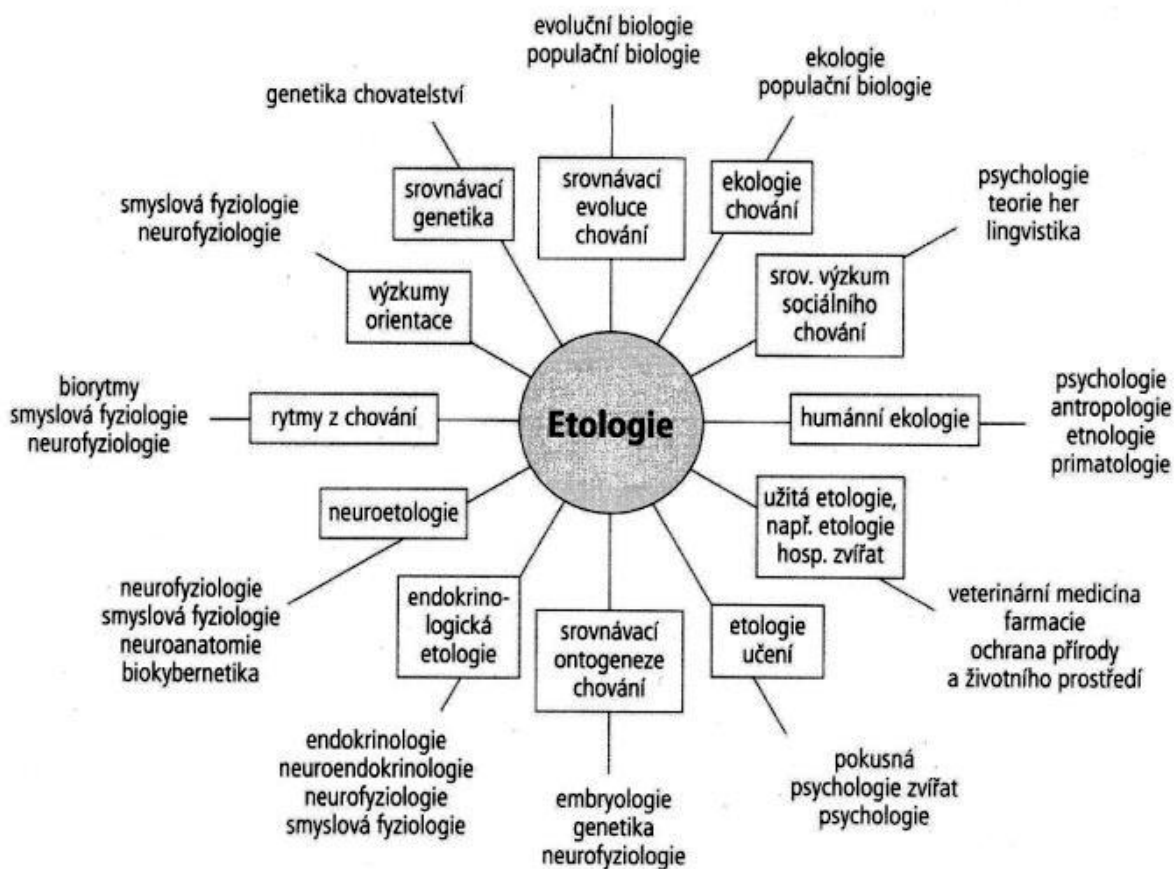 evoluční biologie
populační biologie
ekologie
populační biologie
genetika chovatelství
srovnávací
genetika
srovnávací
evoluce
chování
ekologie
chování
psychologie
teorie her
lingvistika
smyslová fyziologie
neurofyziologie
výzkumy
orientace
srov. výzkum
sociálního
chování
biorytmy
smyslová fyziologie
neurofyziologie
rytmy z chování
Etologie
humánní ekologie
psychologie
antropologie
etnologie
primatologie
neuroetologie
užitá etologie,
např. etologie
hosp. zvířat
neurofyziologie
smyslová fyziologie
neuroanatomie
biokybernetika
endokrino-
logická
etologie
srovnávací
ontogeneze
chování
etologie
učení
veterinární medicína
farmacie
ochrana přírody
a životního prostředí
endokrinologie
neuroendokrinologie
neurofyziologie
smyslová fyziologie
embryologie
genetika
neurofyziologie
pokusná
psychologie zvířat
psychologie